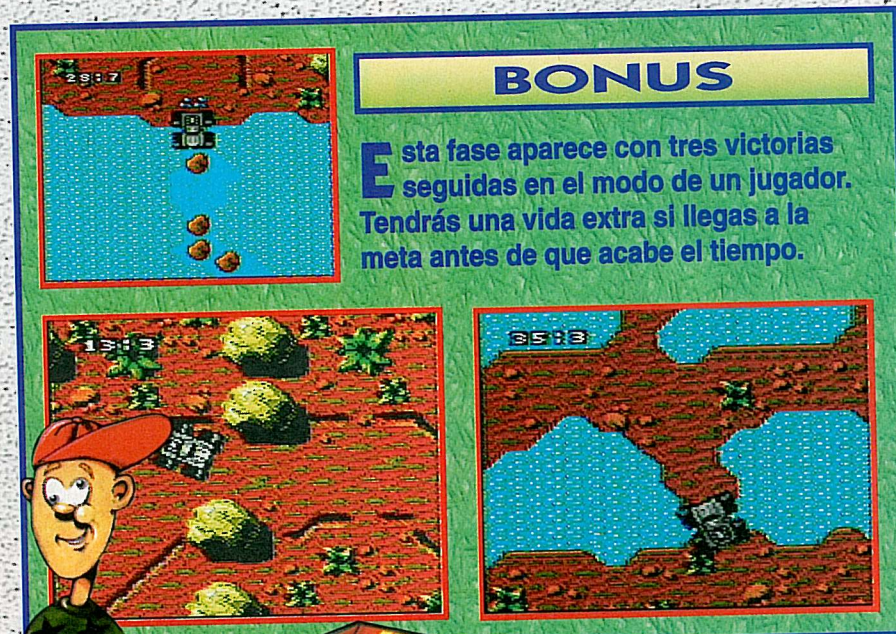 28:7
BONUS
Esta fase aparece con tres victorias
seguidas en el modo de un jugador.
Tendrás una vida extra si llegas a la
meta antes de que acabe el tiempo.
13:3
35:3